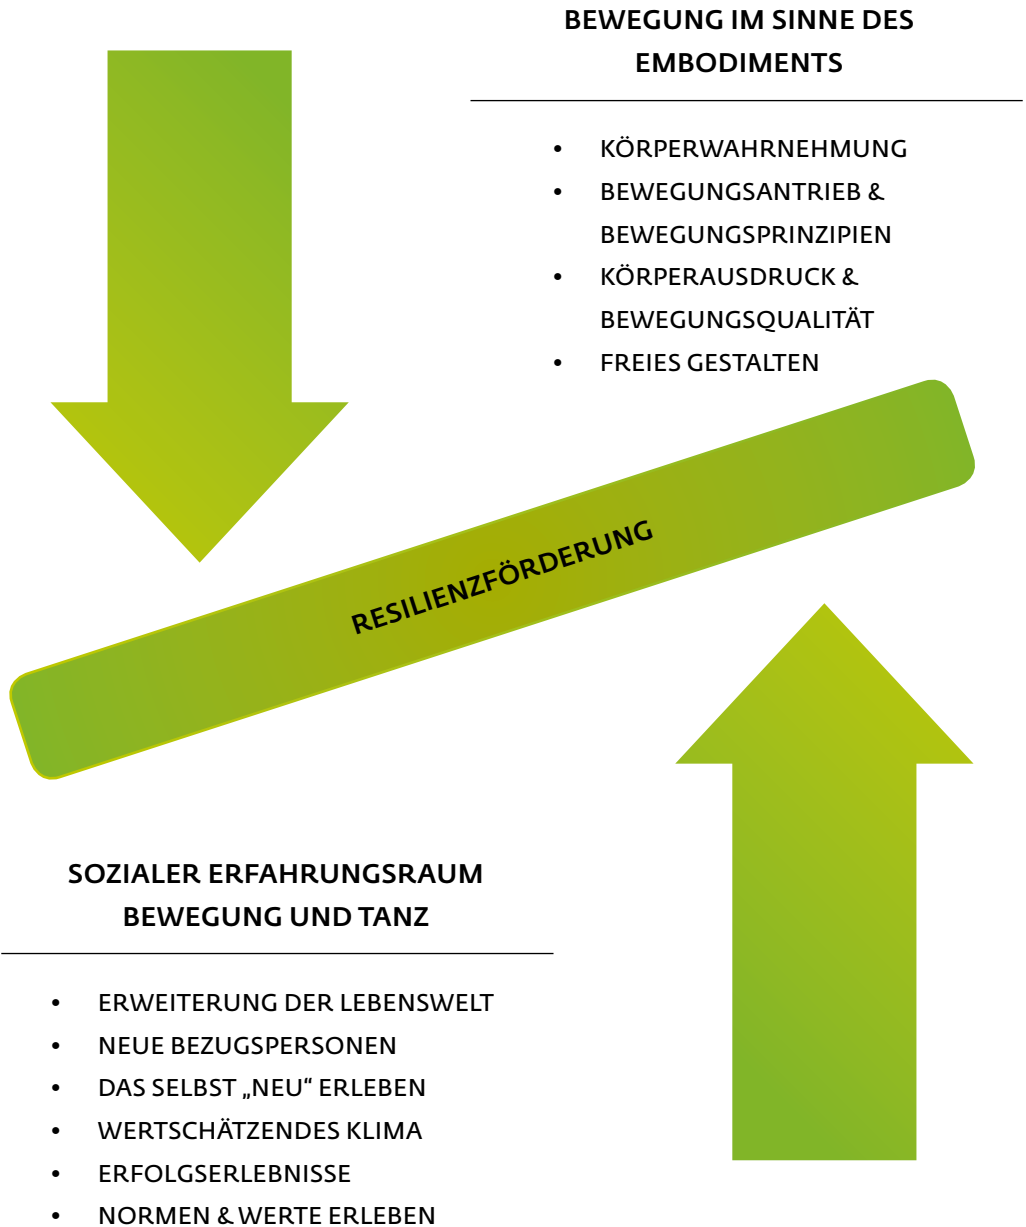 BEWEGUNG IM SINNE DES
EMBODIMENTS
• KÖRPERWAHRNEHMUNG
• BEWEGUNGSANTRIEB &
BEWEGUNGSPRINZIPIEN
• KÖRPERAUSDRUCK &
BEWEGUNGSQUALITÄT
• FREIES GESTALTEN
RESILIENZFÖRDERUNG
SOZIALER ERFAHRUNGSRAUM
BEWEGUNG UND TANZ
• ERWEITERUNG DER LEBENSWELT
• NEUE BEZUGSPERSONEN
• DAS SELBST „NEU“ ERLEBEN
• WERTSCHÄTZENDES KLIMA
• ERFOLGSERLEBNISSE
• NORMEN & WERTE ERLEBEN